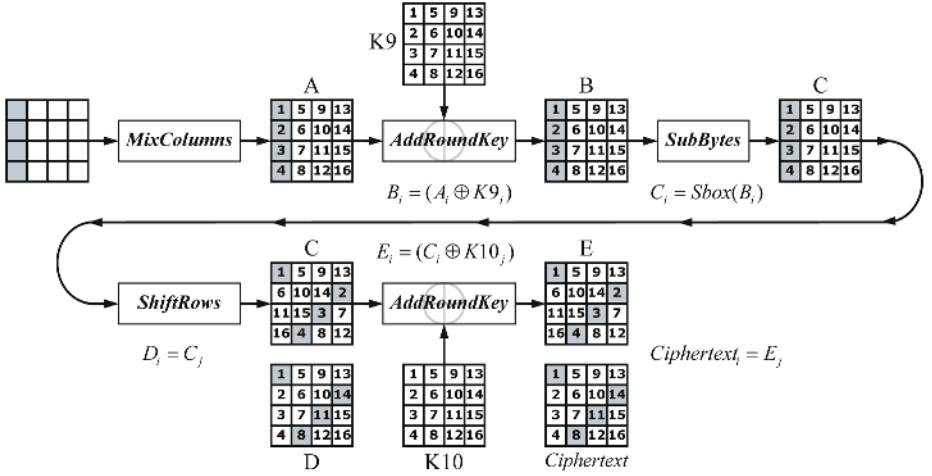 K9
1 5 9 13
2 6 10 14
3 7 11 15
4 8 12 16
A
1 5 9 13
2 6 10 14
3 7 11 15
4 8 12 16
B
1 5 9 13
2 6 10 14
3 7 11 15
4 8 12 16
C
1 5 9 13
2 6 10 14
3 7 11 15
4 8 12 16
MixColumns
AddRoundKey
SubBytes
B_i = (A_i ⊕ K9_i)
C_i = Sbox(B_i)
E_i = (C_i ⊕ K10_j)
C
1 5 9 13
6 10 14 2
11 15 3 7
16 4 8 12
E
1 5 9 13
6 10 14 2
11 15 3 7
16 4 8 12
ShiftRows
AddRoundKey
D_i = C_j
Ciphertext_i = E_j
1 5 9 13
2 6 10 14
3 7 11 15
4 8 12 16
D
1 5 9 13
2 6 10 14
3 7 11 15
4 8 12 16
K10
1 5 9 13
2 6 10 14
3 7 11 15
4 8 12 16
Ciphertext